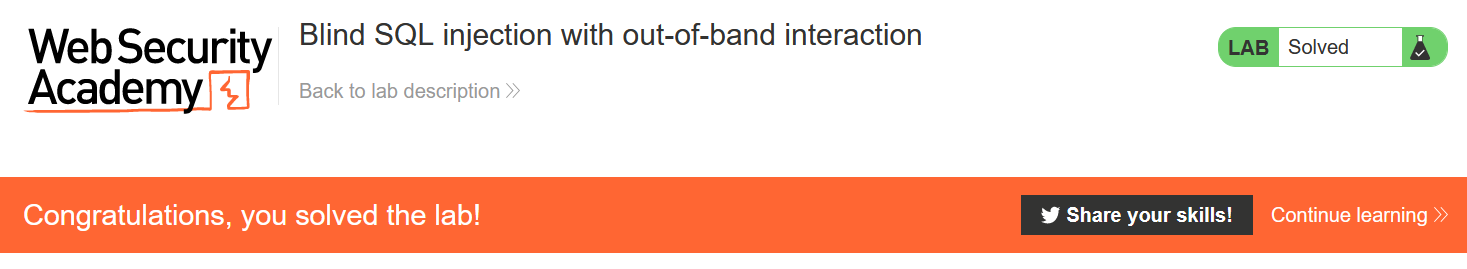 Web Security
Academy
Blind SQL injection with out-of-band interaction
Back to lab description
LAB Solved
Congratulations, you solved the lab!
Share your skills!
Continue learning